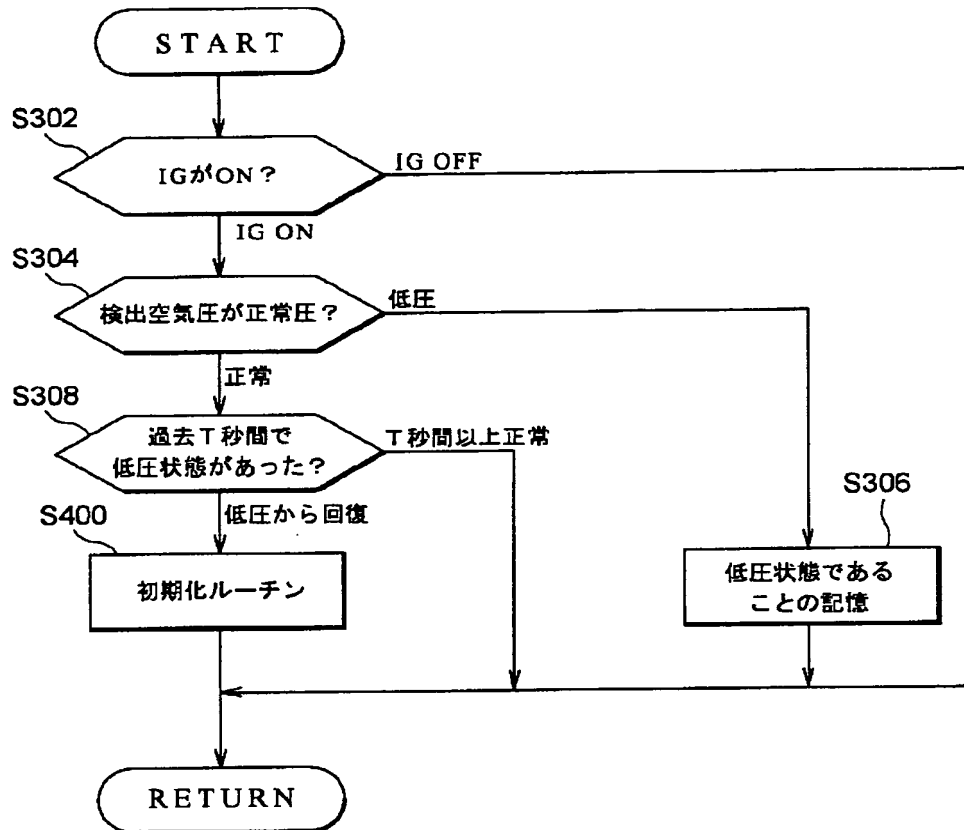 START
S302
IGがON？
IG OFF
IG ON
S304
検出空気圧が正常圧？
低圧
正常
S308
過去T秒間で
低圧状態があった？
T秒間以上正常
低圧から回復
S400
初期化ルーチン
S306
低圧状態である
ことの記憶
RETURN